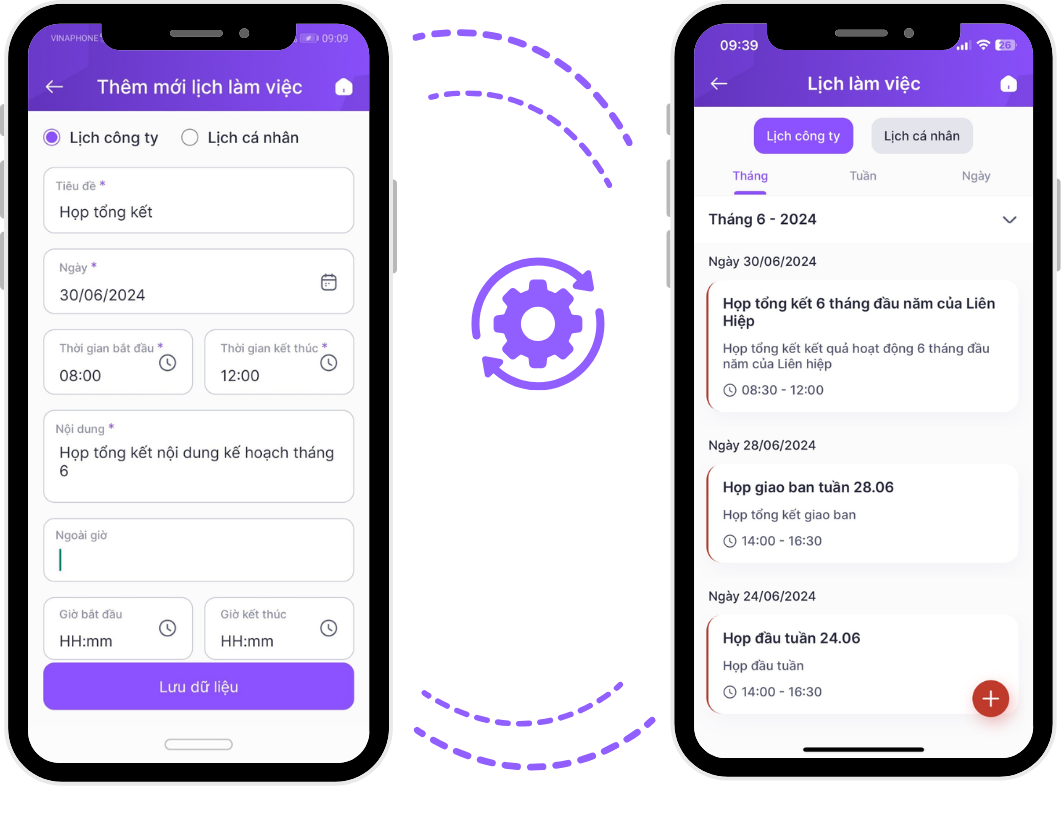 VINAPHONE
09:09
Thêm mới lịch làm việc
Lịch công ty
Lịch cá nhân
Tiêu đề *
Họp tổng kết
Ngày *
30/06/2024
Thời gian bắt đầu *
08:00
Thời gian kết thúc *
12:00
Nội dung *
Họp tổng kết nội dung kế hoạch tháng
6
Ngoài giờ
Giờ bắt đầu
HH:mm
Giờ kết thúc
HH:mm
Lưu dữ liệu
09:39
26
Lịch làm việc
Lịch công ty
Lịch cá nhân
Tháng
Tuần
Ngày
Tháng 6 - 2024
Ngày 30/06/2024
Họp tổng kết 6 tháng đầu năm của Liên
Hiệp
Họp tổng kết kết quả hoạt động 6 tháng đầu
năm của Liên hiệp
08:30 - 12:00
Ngày 28/06/2024
Họp giao ban tuần 28.06
Họp tổng kết giao ban
14:00 - 16:30
Ngày 24/06/2024
Họp đầu tuần 24.06
Họp đầu tuần
14:00 - 16:30